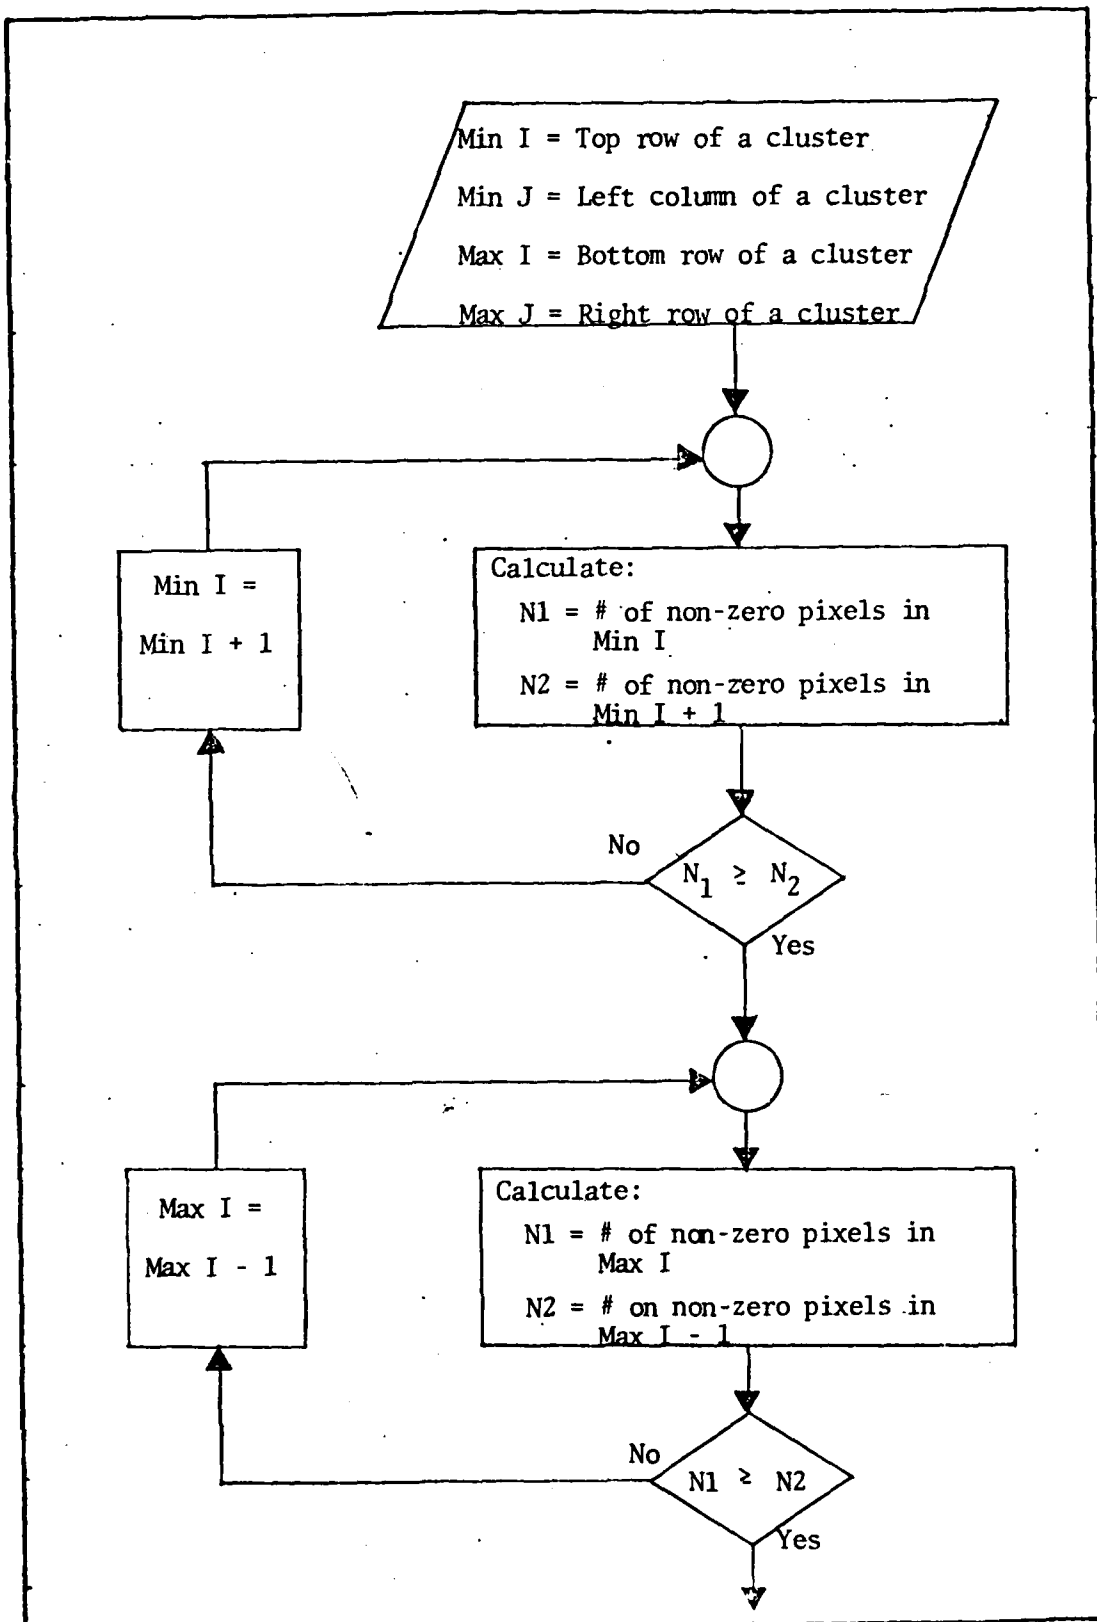 Min I = Top row of a cluster
Min J = Left column of a cluster
Max I = Bottom row of a cluster
Max J = Right row of a cluster
Min I =
Min I + 1
Calculate:
N1 = # of non-zero pixels in
Min I
N2 = # of non-zero pixels in
Min I + 1
No
N1 ≥ N2
Yes
Max I =
Max I - 1
Calculate:
N1 = # of non-zero pixels in
Max I
N2 = # on non-zero pixels in
Max I - 1
No
N1 ≥ N2
Yes